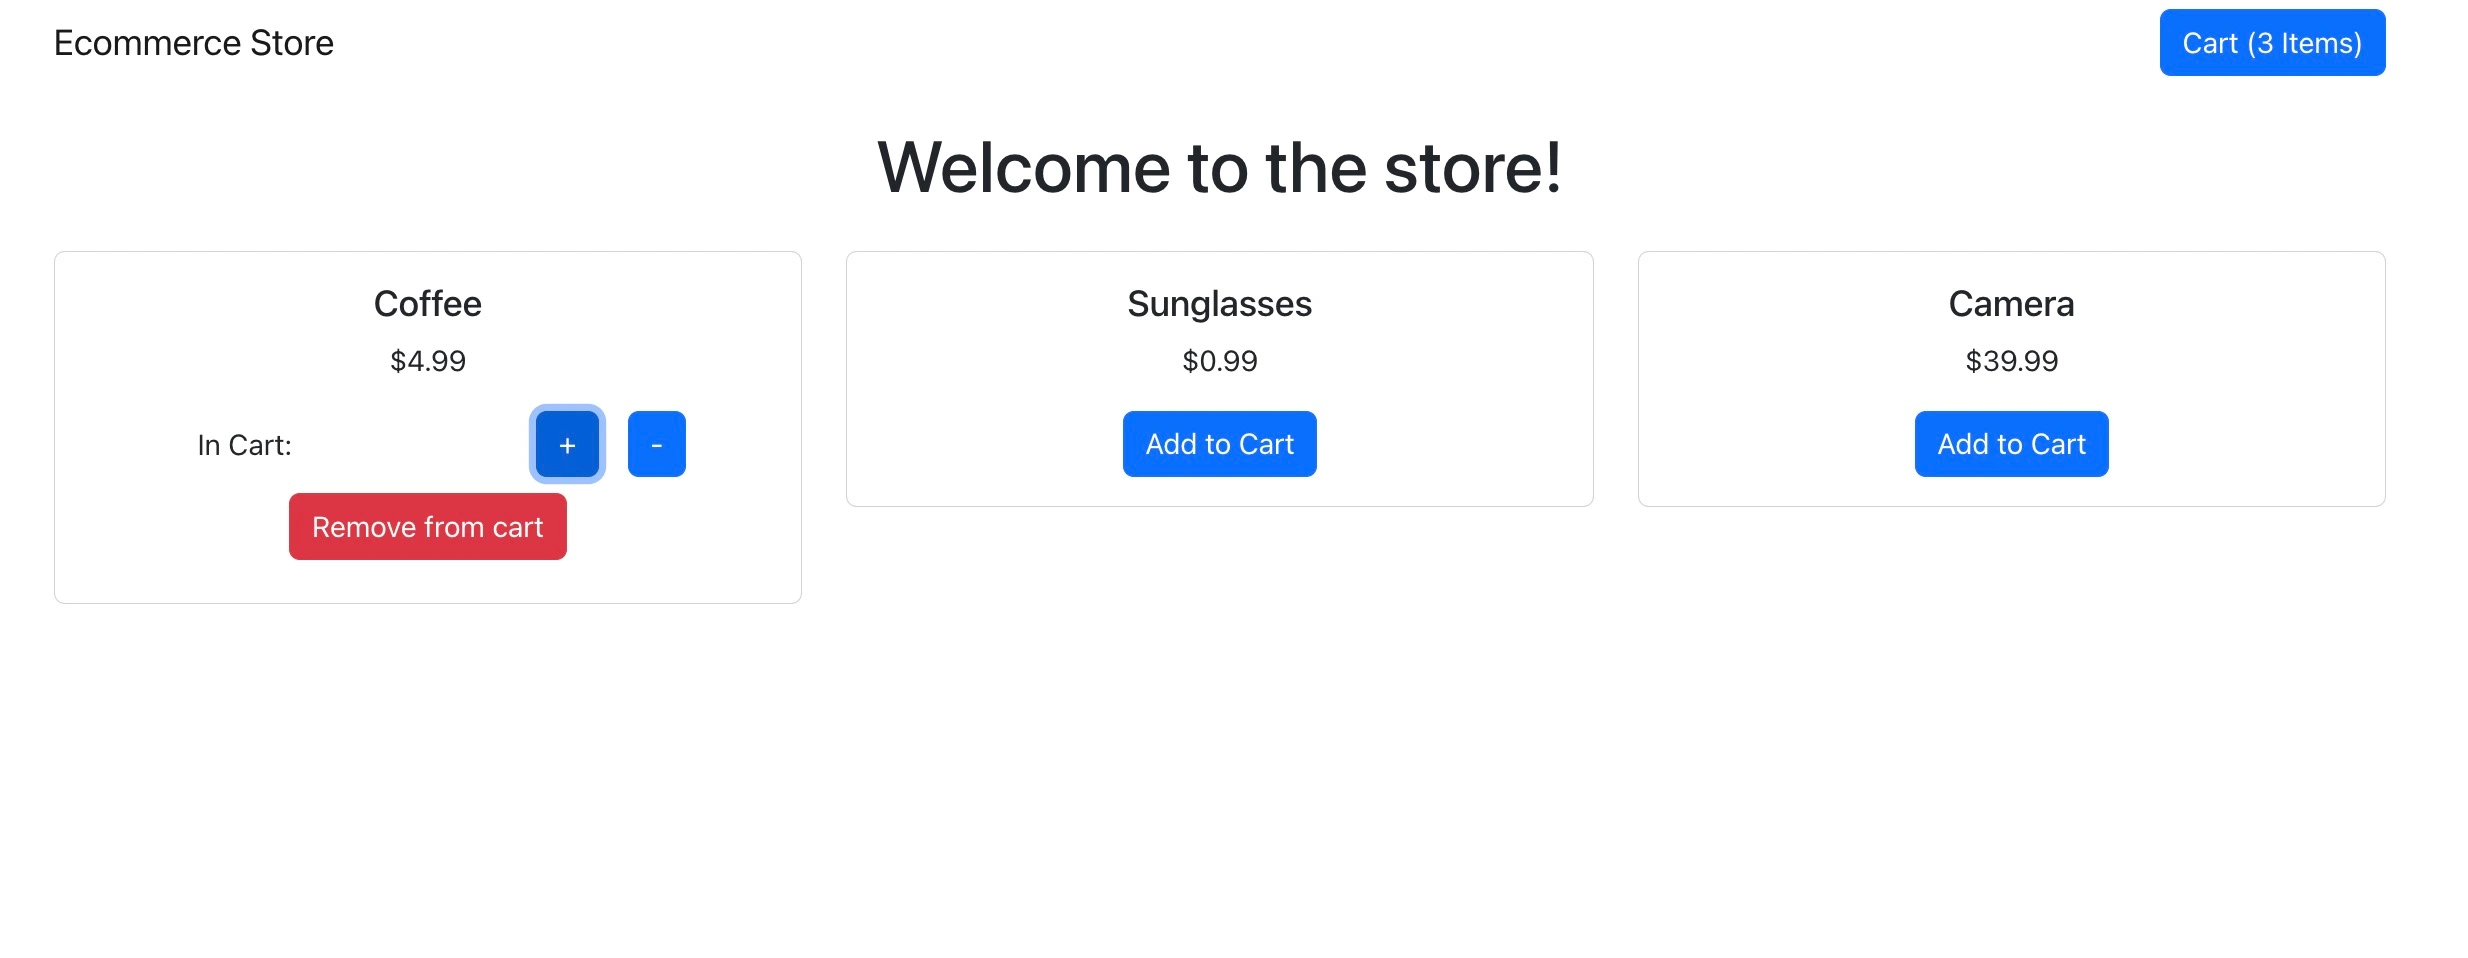 Ecommerce Store
Cart (3 Items)
Welcome to the store!
Coffee
$4.99
In Cart:
+
-
Remove from cart
Sunglasses
$0.99
Add to Cart
Camera
$39.99
Add to Cart